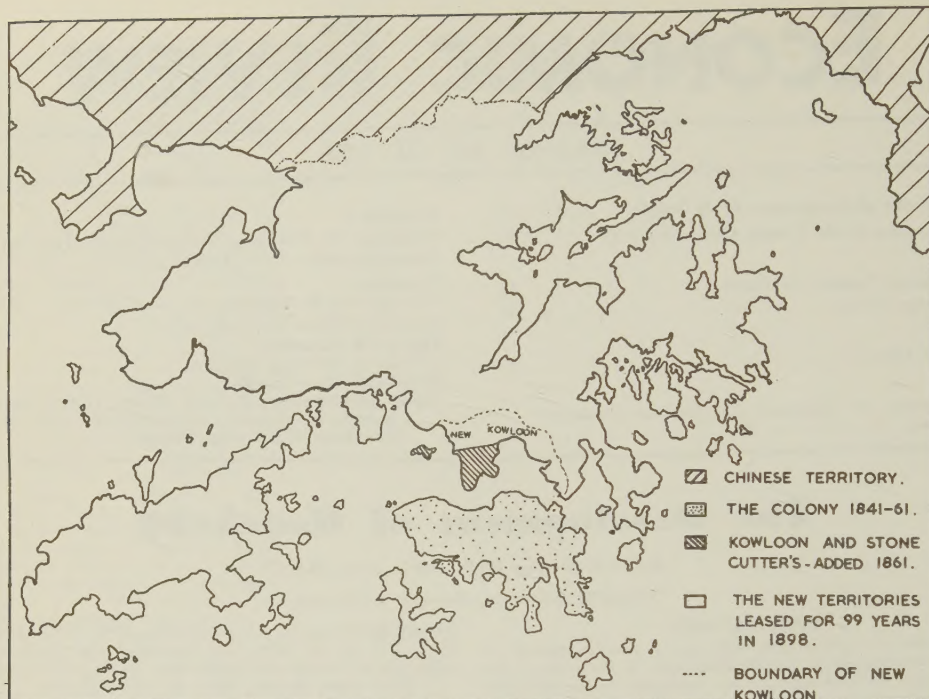 NEW KOWLOON
CHINESE TERRITORY.
THE COLONY 1841-61.
KOWLOON AND STONE
CUTTER'S-ADDED 1861.
THE NEW TERRITORIES
LEASED FOR 99 YEARS
IN 1898.
BOUNDARY OF NEW
KOWLOON